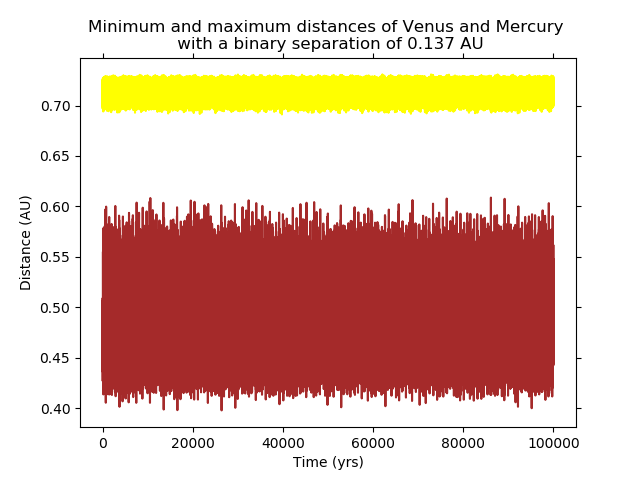 Minimum and maximum distances of Venus and Mercury
with a binary separation of 0.137 AU
0.70
0.65
0.60
0.55
0.50
0.45
0.40
Distance (AU)
0 20000 40000 60000 80000 100000
Time (yrs)